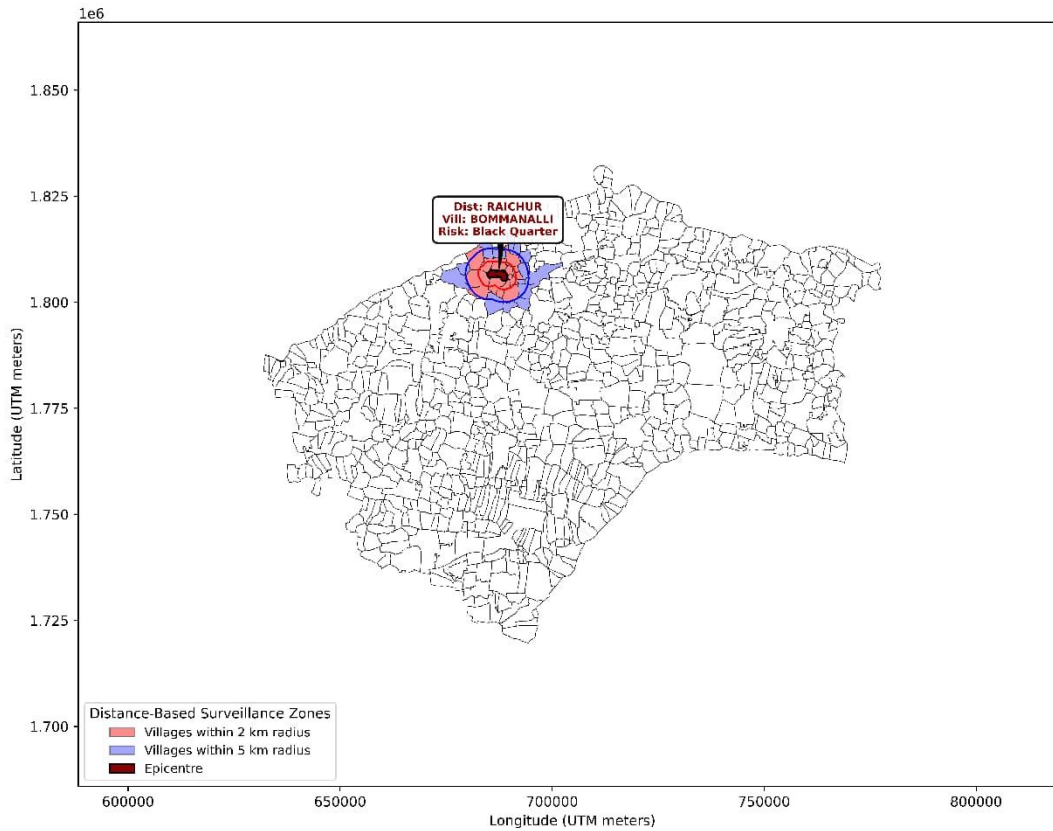 1e6
1.850
1.825
1.800
1.775
1.750
1.725
1.700
Latitude (UTM meters)
Dist: RAICHUR
Vill: BOMMANALLI
Risk: Black Quarter
Distance-Based Surveillance Zones
Villages within 2 km radius
Villages within 5 km radius
Epicentre
600000
650000
700000
750000
800000
Longitude (UTM meters)